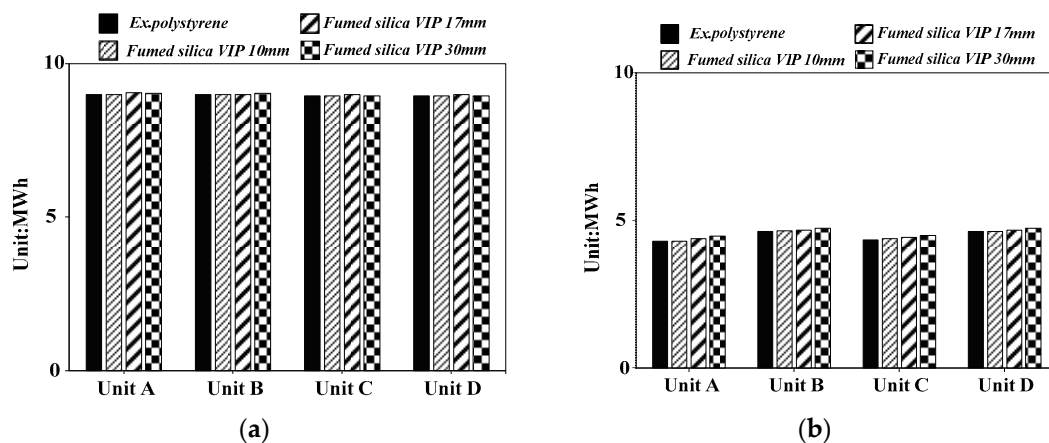 Ex.polystyrene
Fumed silica VIP 17mm
Fumed silica VIP 10mm
Fumed silica VIP 30mm
10
5
0
Unit:MWh
Unit A
Unit B
Unit C
Unit D
(a)
Ex.polystyrene
Fumed silica VIP 17mm
Fumed silica VIP 10mm
Fumed silica VIP 30mm
10
5
0
Unit:MWh
Unit A
Unit B
Unit C
Unit D
(b)